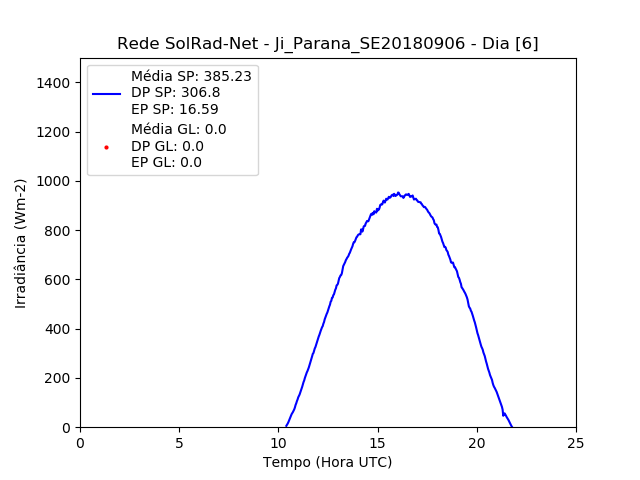 Rede SolRad-Net - Ji_Parana_SE20180906 - Dia [6]
Média SP: 385.23
DP SP: 306.8
EP SP: 16.59
Média GL: 0.0
DP GL: 0.0
EP GL: 0.0
1400
1200
1000
800
600
400
200
0
Irradiância (Wm-2)
0 5 10 15 20 25
Tempo (Hora UTC)